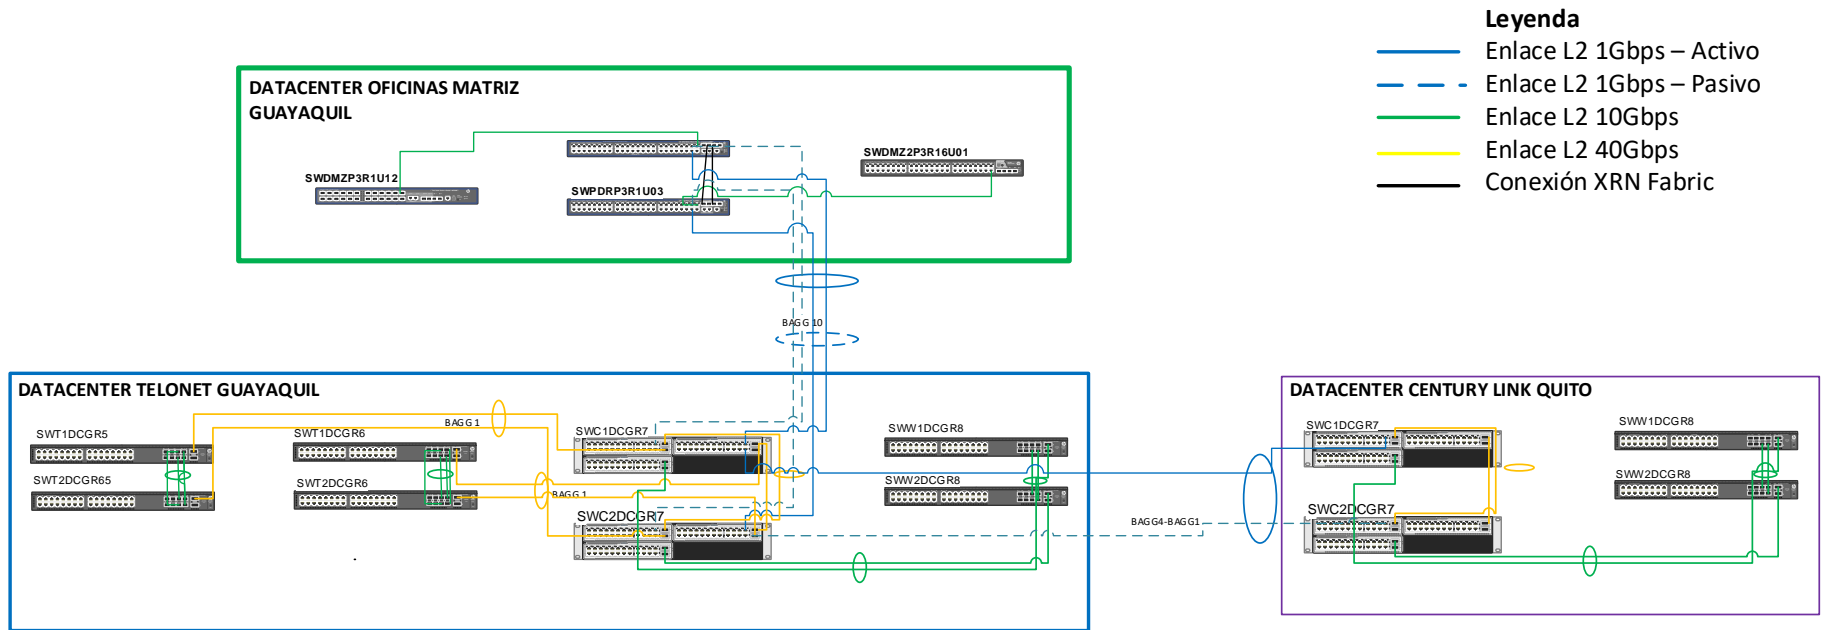 Leyenda
Enlace L2 1Gbps – Activo
Enlace L2 1Gbps – Pasivo
Enlace L2 10Gbps
Enlace L2 40Gbps
Conexión XRN Fabric
DATACENTER OFICINAS MATRIZ
GUAYAQUIL
SWDMZP3R1U12
SWPDRP3R1U03
SWDMZ2P3R16U01
BAGG 10
DATACENTER TELONET GUAYAQUIL
SWT1DCGR5
SWT2DCGR65
SWT1DCGR6
SWT2DCGR6
BAGG 1
BAGG 1
SWC1DCGR7
SWC2DCGR7
SWW1DCGR8
SWW2DCGR8
BAGG4-BAGG1
DATACENTER CENTURY LINK QUITO
SWC1DCGR7
SWC2DCGR7
SWW1DCGR8
SWW2DCGR8